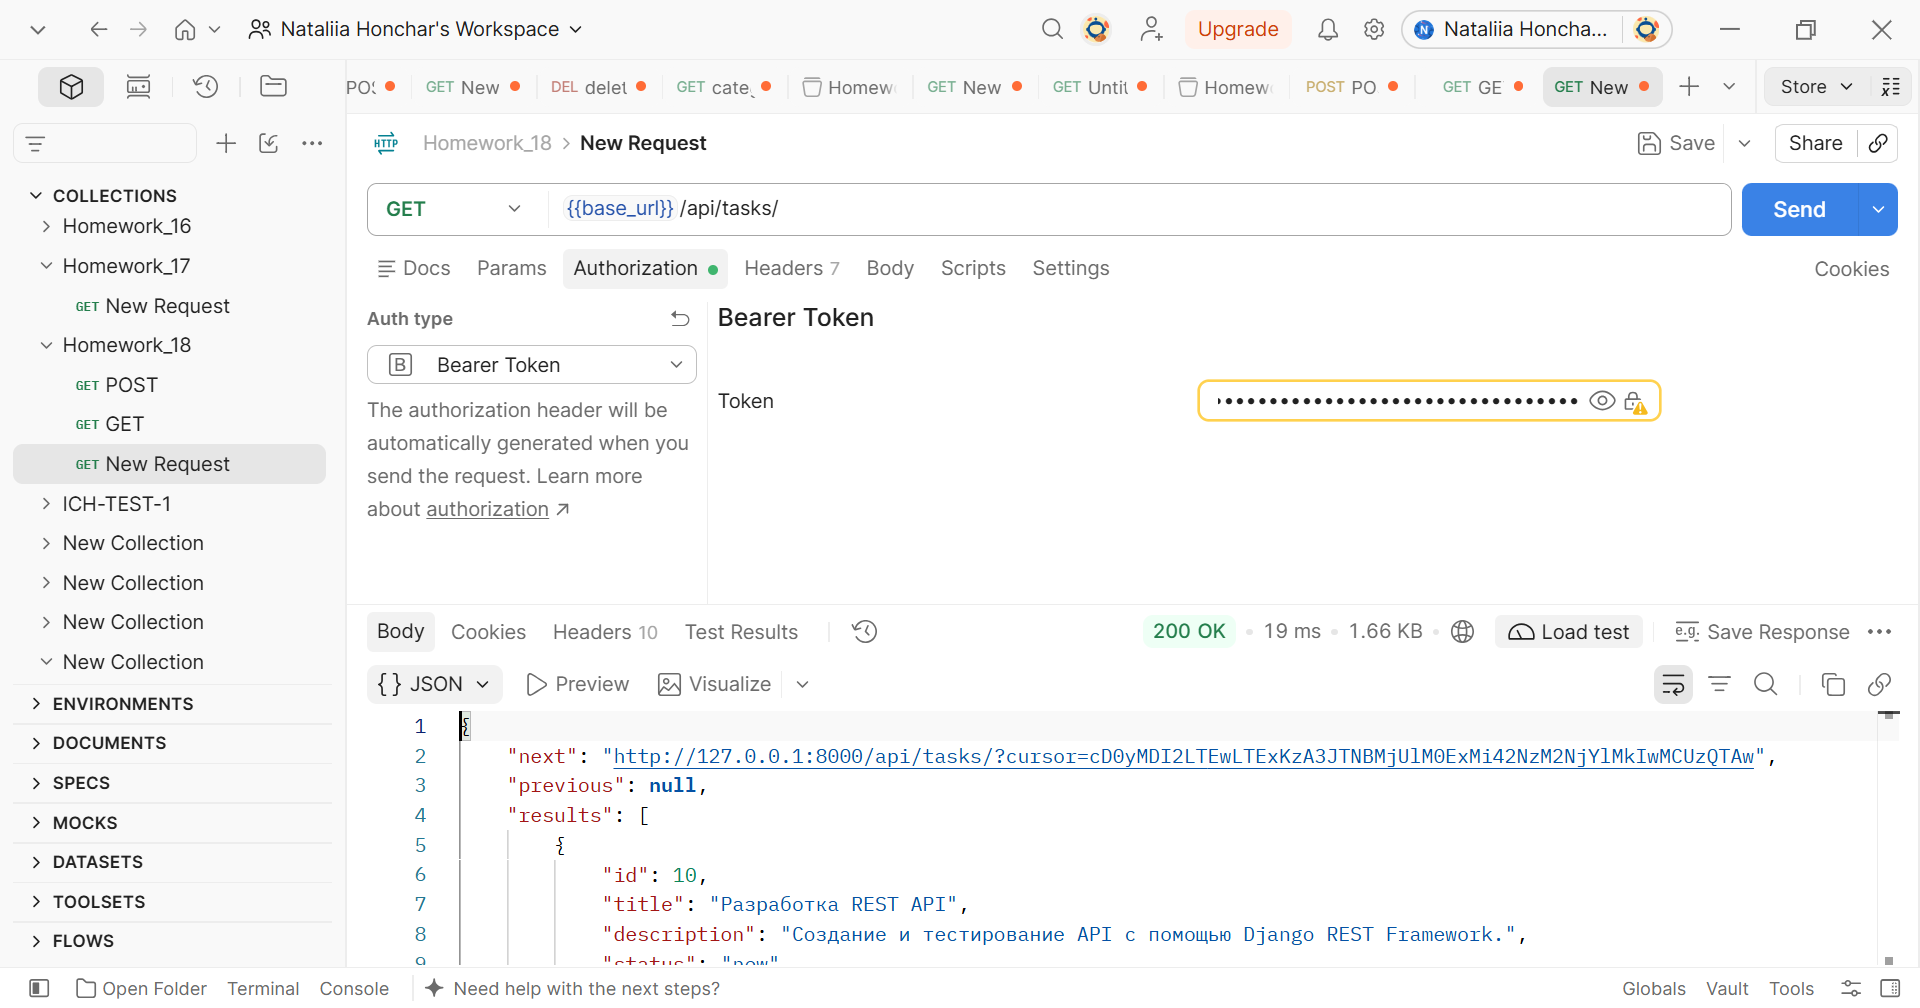 Nataliia Honchar's Workspace
Upgrade
N Nataliia Honcha...
GET New
DEL delet
GET cate
Homew
GET New
GET Untit
Homew
POST PO
GET GE
GET New
Store
HTTP Homework_18 > New Request
Save
Share
GET
{{base_url}}/api/tasks/
Send
Docs
Params
Authorization
Headers 7
Body
Scripts
Settings
Cookies
COLLECTIONS
Homework_16
Homework_17
GET New Request
Homework_18
GET POST
GET GET
GET New Request
ICH-TEST-1
New Collection
New Collection
New Collection
New Collection
ENVIRONMENTS
DOCUMENTS
SPECS
MOCKS
DATASETS
TOOLSETS
FLOWS
Auth type
B Bearer Token
The authorization header will be
automatically generated when you
send the request. Learn more
about authorization ↗
Bearer Token
Token
Body
Cookies
Headers 10
Test Results
200 OK • 19 ms • 1.66 KB
Load test
e.g. Save Response
{} JSON
Preview
Visualize
1 {
2 "next": "http://127.0.0.1:8000/api/tasks/?cursor=cD0yMDI2LTEwLTExKzA3JTNBMjUlM0ExMi42NzM2NjYlMkIwMCUzQTAw",
3 "previous": null,
4 "results": [
5 {
6 "id": 10,
7 "title": "Разработка REST API",
8 "description": "Создание и тестирование API с помощью Django REST Framework.",
9 "status": "new"
Open Folder
Terminal
Console
Need help with the next steps?
Globals
Vault
Tools